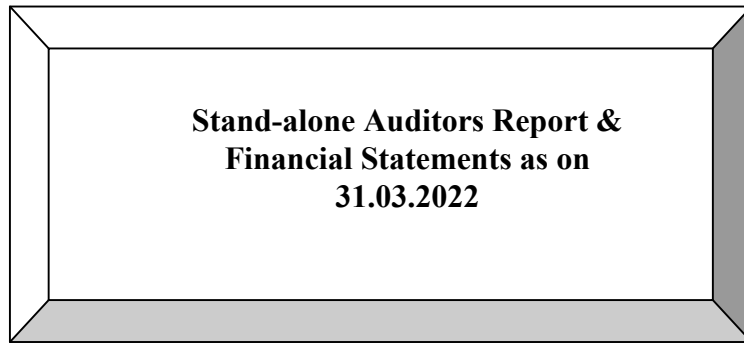 Stand-alone Auditors Report &
Financial Statements as on
31.03.2022